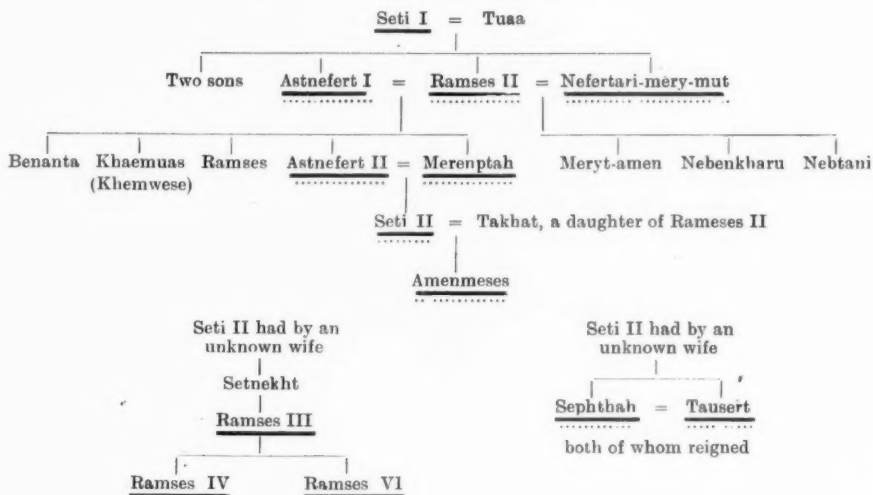 Seti I = Tuaa
Two sons Astnefert I = Ramses II = Nefertari-mery-mut
Benanta Khaemuas Ramses Astnefert II = Merenptah Meryt-amen Nebenkharu Nebtani
(Khemwese)
Seti II = Takhat, a daughter of Rameses II
Amenmeses
Seti II had by an
unknown wife
Setnekht
Ramses III
Ramses IV Ramses VI
Seti II had by an
unknown wife
Sephthah = Tausert
both of whom reigned